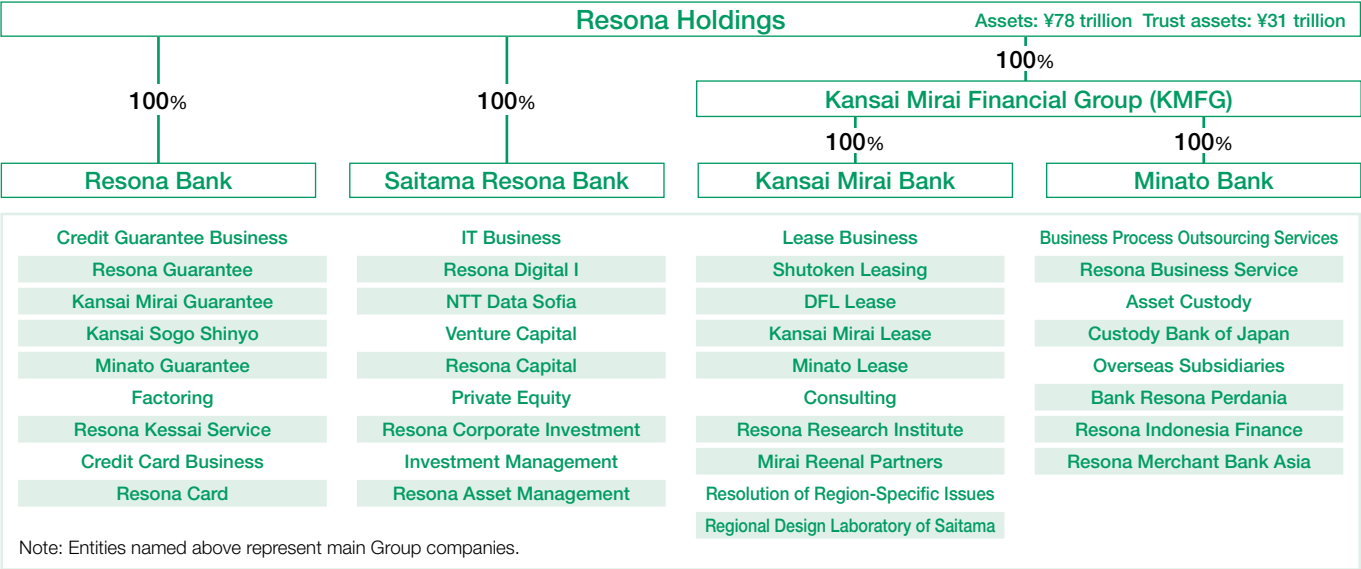 Resona Holdings
Assets: ¥78 trillion Trust assets: ¥31 trillion
100%
100%
100%
Kansai Mirai Financial Group (KMFG)
100%
100%
Resona Bank
Saitama Resona Bank
Kansai Mirai Bank
Minato Bank
Credit Guarantee Business
Resona Guarantee
Kansai Mirai Guarantee
Kansai Sogo Shinyo
Minato Guarantee
Factoring
Resona Kessai Service
Credit Card Business
Resona Card
IT Business
Resona Digital I
NTT Data Sofia
Venture Capital
Resona Capital
Private Equity
Resona Corporate Investment
Investment Management
Resona Asset Management
Lease Business
Shutoken Leasing
DFL Lease
Kansai Mirai Lease
Minato Lease
Consulting
Resona Research Institute
Mirai Reenal Partners
Resolution of Region-Specific Issues
Regional Design Laboratory of Saitama
Business Process Outsourcing Services
Resona Business Service
Asset Custody
Custody Bank of Japan
Overseas Subsidiaries
Bank Resona Perdania
Resona Indonesia Finance
Resona Merchant Bank Asia
Note: Entities named above represent main Group companies.